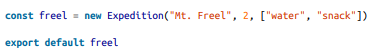 const freel = new Expedition("Mt. Freel", 2, ["water", "snack"])
export default freel